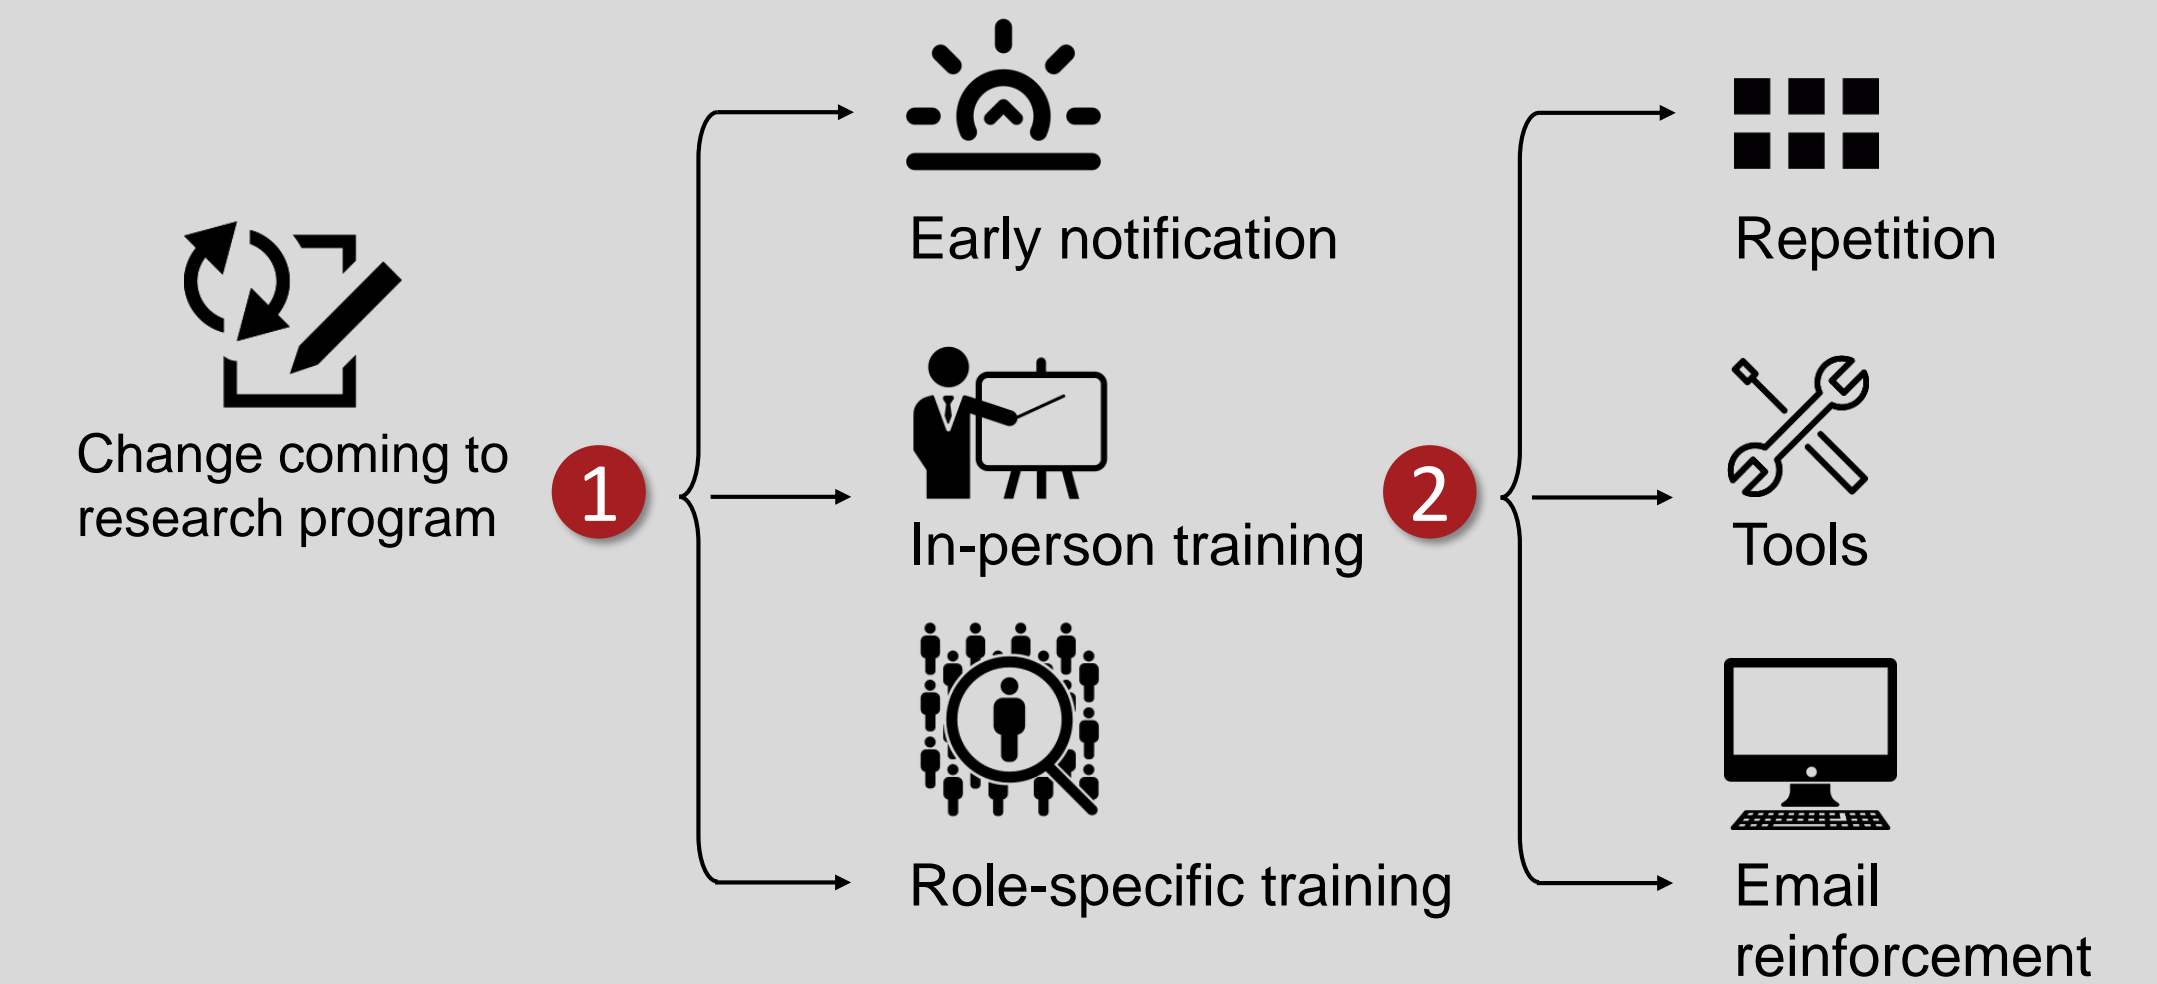 Change coming to
research program
1
Early notification
In-person training
Role-specific training
2
Repetition
Tools
Email
reinforcement